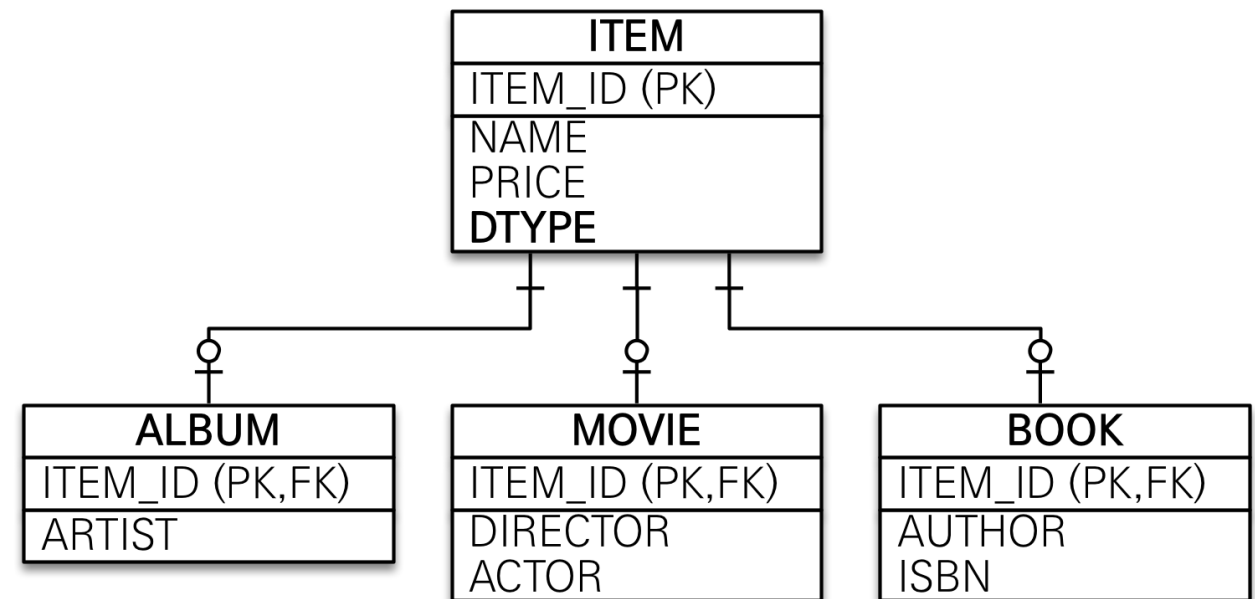 ITEM
ITEM_ID (PK)
NAME
PRICE
DTYPE
ALBUM
ITEM_ID (PK,FK)
ARTIST
MOVIE
ITEM_ID (PK,FK)
DIRECTOR
ACTOR
BOOK
ITEM_ID (PK,FK)
AUTHOR
ISBN